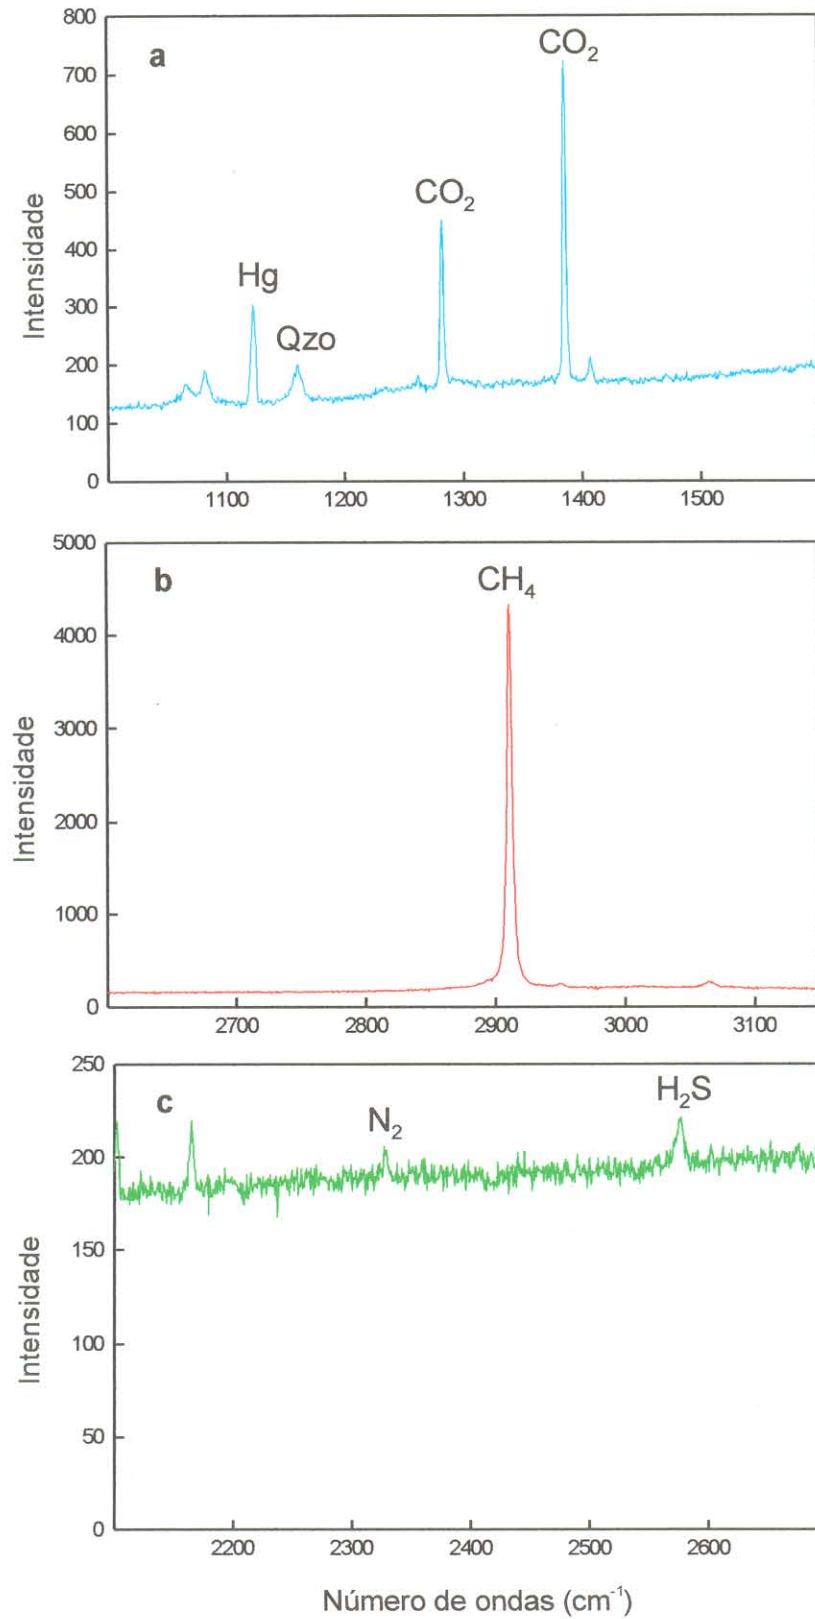 800
a
CO₂
700
600
500
CO₂
400
Hg
300
Qzo
200
100
0
Intensidade
1100 1200 1300 1400 1500
5000
b
CH₄
4000
3000
2000
1000
0
Intensidade
2700 2800 2900 3000 3100
250
c
N₂
H₂S
200
150
100
50
0
Intensidade
2200 2300 2400 2500 2600
Número de ondas (cm⁻¹)